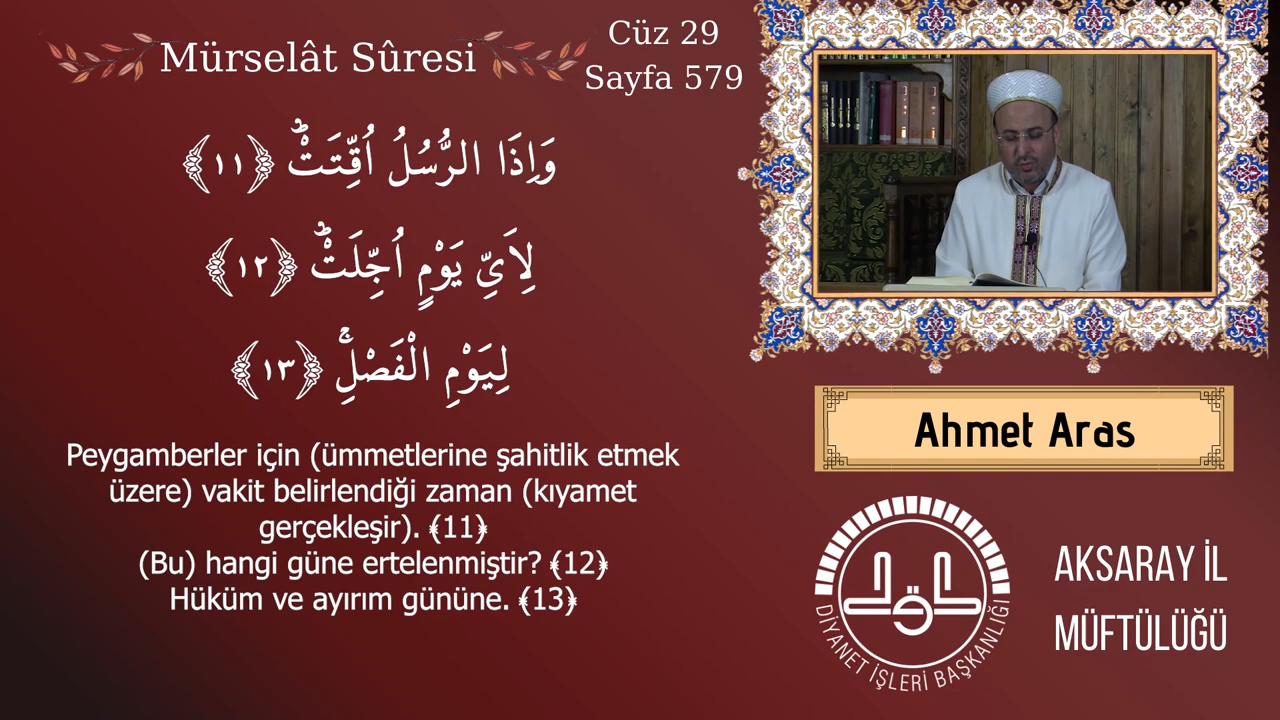 Mürselât Sûresi
Cüz 29
Sayfa 579
وَاِذَا الرُّسُلُ اُقِّتَتْۜ ﴿١١﴾
لِاَيِّ يَوْمٍ اُجِّلَتْۜ ﴿١٢﴾
لِيَوْمِ الْفَصْلِۚ ﴿١٣﴾
Peygamberler için (ümmetlerine şahitlik etmek
üzere) vakit belirlendiği zaman (kıyamet
gerçekleşir). ﴾11﴿
(Bu) hangi güne ertelenmiştir? ﴾12﴿
Hüküm ve ayırım gününe. ﴾13﴿
Ahmet Aras
DİYANET İŞLERİ BAŞKANLIĞI
AKSARAY İL
MÜFTÜLÜĞÜ